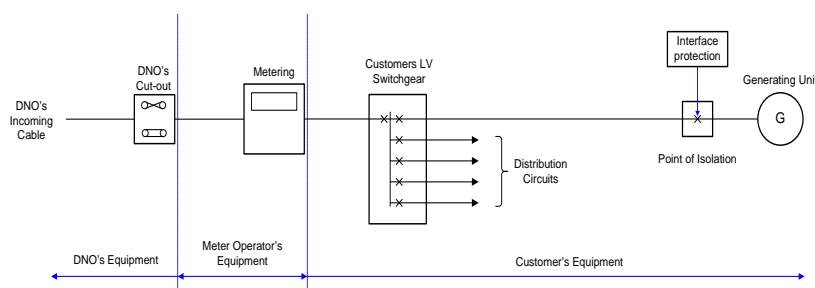 Interface
protection
Customers LV
Switchgear
DNO's
Cut-out
Metering
Generating Uni
DNO's
Incoming
Cable
G
Point of Isolation
Distribution
Circuits
DNO's Equipment
Meter Operator's
Equipment
Customer's Equipment